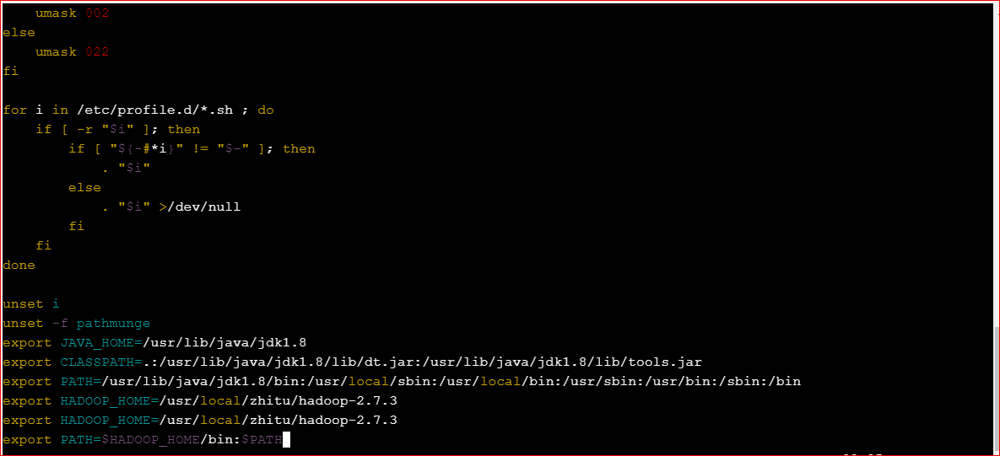 umask 002
else
umask 022
fi
for i in /etc/profile.d/*.sh ; do
if [ -r "$i" ]; then
if [ "${-#*i}" != "$-" ]; then
. "$i"
else
. "$i" >/dev/null
fi
fi
done
unset i
unset -f pathmunge
export JAVA_HOME=/usr/lib/java/jdk1.8
export CLASSPATH=.:/usr/lib/java/jdk1.8/lib/dt.jar:/usr/lib/java/jdk1.8/lib/tools.jar
export PATH=/usr/lib/java/jdk1.8/bin:/usr/local/sbin:/usr/local/bin:/usr/sbin:/usr/bin:/sbin:/bin
export HADOOP_HOME=/usr/local/zhitu/hadoop-2.7.3
export HADOOP_HOME=/usr/local/zhitu/hadoop-2.7.3
export PATH=$HADOOP_HOME/bin:$PATH